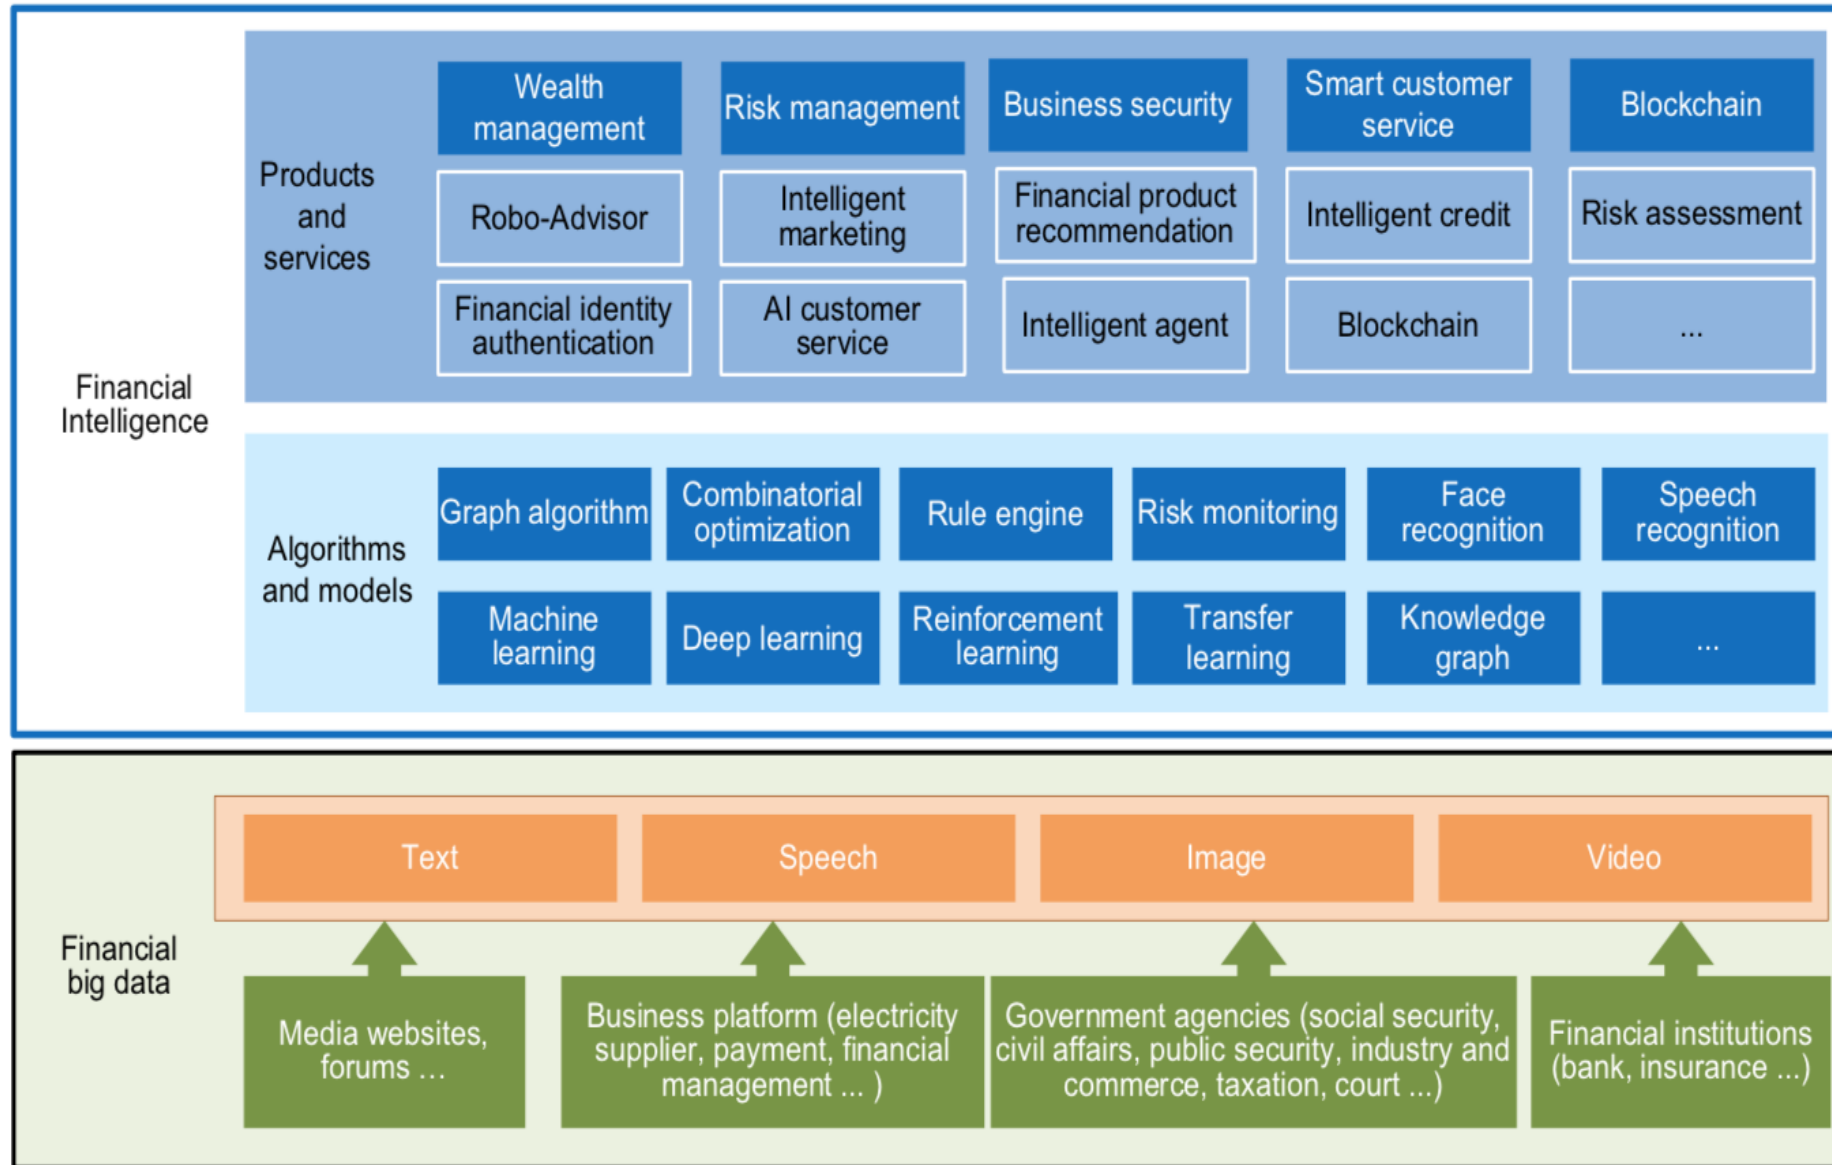 Wealth
management
Risk management
Business security
Smart customer
service
Blockchain
Products
and
services
Robo-Advisor
Intelligent
marketing
Financial product
recommendation
Intelligent credit
Risk assessment
Financial identity
authentication
AI customer
service
Intelligent agent
Blockchain
...
Financial
Intelligence
Algorithms
and models
Graph algorithm
Combinatorial
optimization
Rule engine
Risk monitoring
Face
recognition
Speech
recognition
Machine
learning
Deep learning
Reinforcement
learning
Transfer
learning
Knowledge
graph
...
Financial
big data
Text
Speech
Image
Video
Media websites,
forums ...
Business platform (electricity
supplier, payment, financial
management ... )
Government agencies (social security,
civil affairs, public security, industry and
commerce, taxation, court ...)
Financial institutions
(bank, insurance ...)